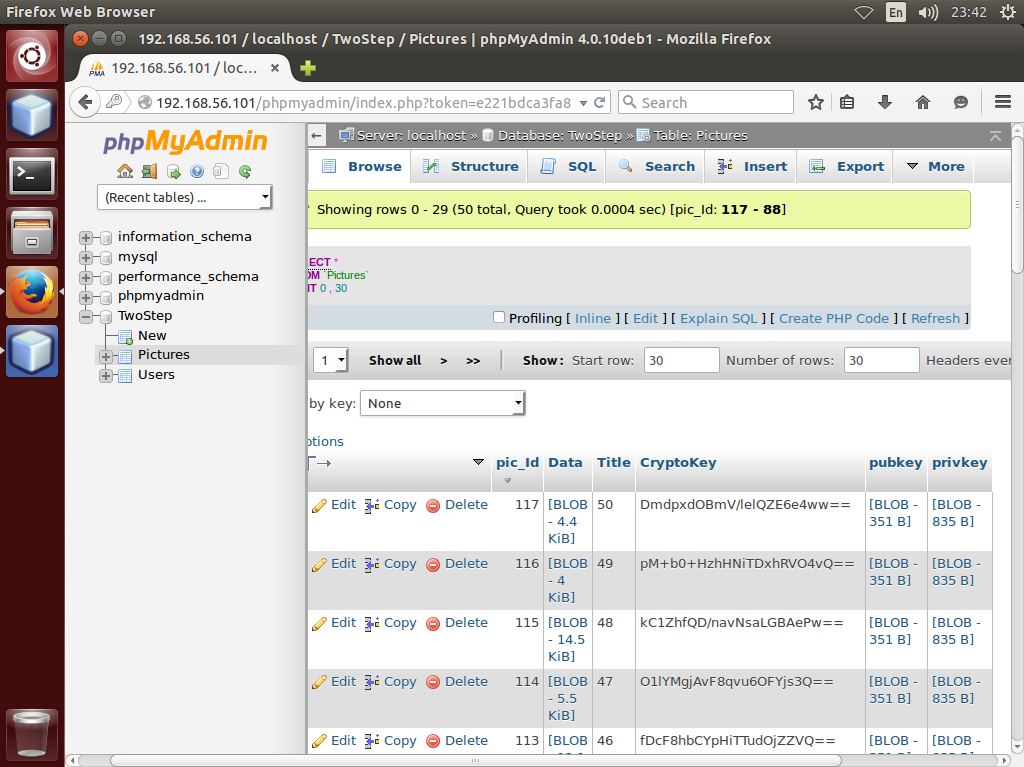 Firefox Web Browser
En
23:42
192.168.56.101 / localhost / TwoStep / Pictures | phpMyAdmin 4.0.10deb1 - Mozilla Firefox
PMA
192.168.56.101 / loc...
192.168.56.101/phpmyadmin/index.php?token=e221bdca3fa8
Search
phpMyAdmin
(Recent tables) ...
information_schema
mysql
performance_schema
phpmyadmin
TwoStep
New
Pictures
Users
Server: localhost » Database: TwoStep » Table: Pictures
Browse Structure SQL Search Insert Export More
Showing rows 0 - 29 (50 total, Query took 0.0004 sec) [pic_Id: 117 - 88]
LECT *
OM `Pictures`
IT 0 , 30
Profiling [ Inline ] [ Edit ] [ Explain SQL ] [ Create PHP Code ] [ Refresh ]
1 Show all > >> Show : Start row: 30 Number of rows: 30 Headers ever
by key: None
ptions
pic_Id Data Title CryptoKey pubkey privkey
Edit Copy Delete 117 [BLOB - 4.4 KiB] 50 DmdpxdOBmV/lelQZE6e4ww== [BLOB - 351 B] [BLOB - 835 B]
Edit Copy Delete 116 [BLOB - 4 KiB] 49 pM+b0+HzhHNiTDxhRVO4vQ== [BLOB - 351 B] [BLOB - 835 B]
Edit Copy Delete 115 [BLOB - 14.5 KiB] 48 kC1ZhfQD/navNsaLGBAePw== [BLOB - 351 B] [BLOB - 835 B]
Edit Copy Delete 114 [BLOB - 5.5 KiB] 47 O1lYMgjAvF8qvu6OFYjs3Q== [BLOB - 351 B] [BLOB - 835 B]
Edit Copy Delete 113 [BLOB 46 fDcF8hbCYpHiTTudOjZZVQ== [BLOB - [BLOB -